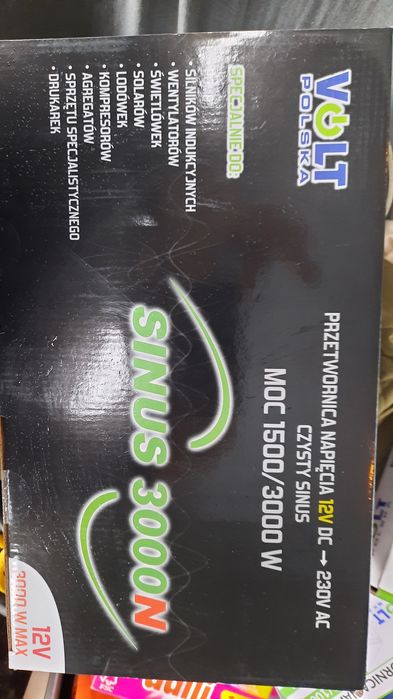 VOLT
POLSKA
PRZETWORNICA NAPIĘCIA 12V DC → 230V AC
CZYSTY SINUS
MOC 1500/3000 W
SPECJALNIE DO:
• SILNIKÓW INDUKCYJNYCH
• WENTYLATORÓW
• ŚWIETLÓWEK
• SOLARÓW
• LODÓWEK
• KOMPRESORÓW
• AGREGATÓW
• SPRZĘTU SPECJALISTYCZNEGO
• DRUKAREK
SINUS 3000N
12V
3000 W MAX